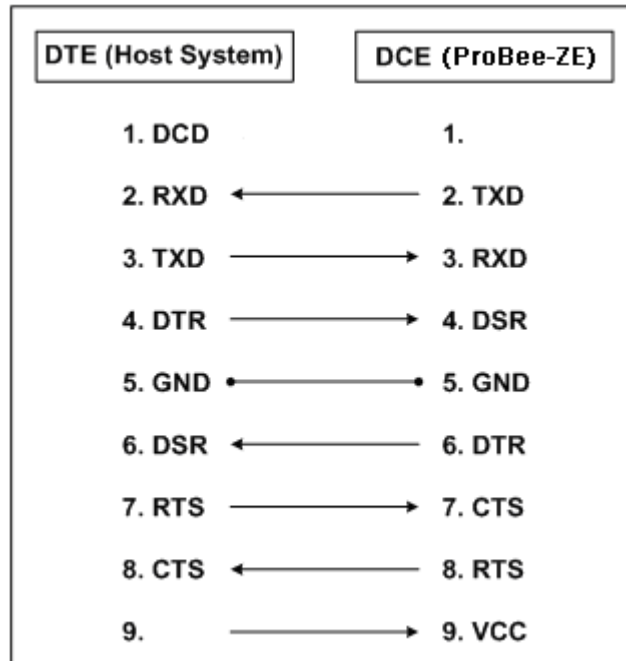 DTE (Host System) DCE (ProBee-ZE)
1. DCD 1.
2. RXD 2. TXD
3. TXD 3. RXD
4. DTR 4. DSR
5. GND 5. GND
6. DSR 6. DTR
7. RTS 7. CTS
8. CTS 8. RTS
9. 9. VCC